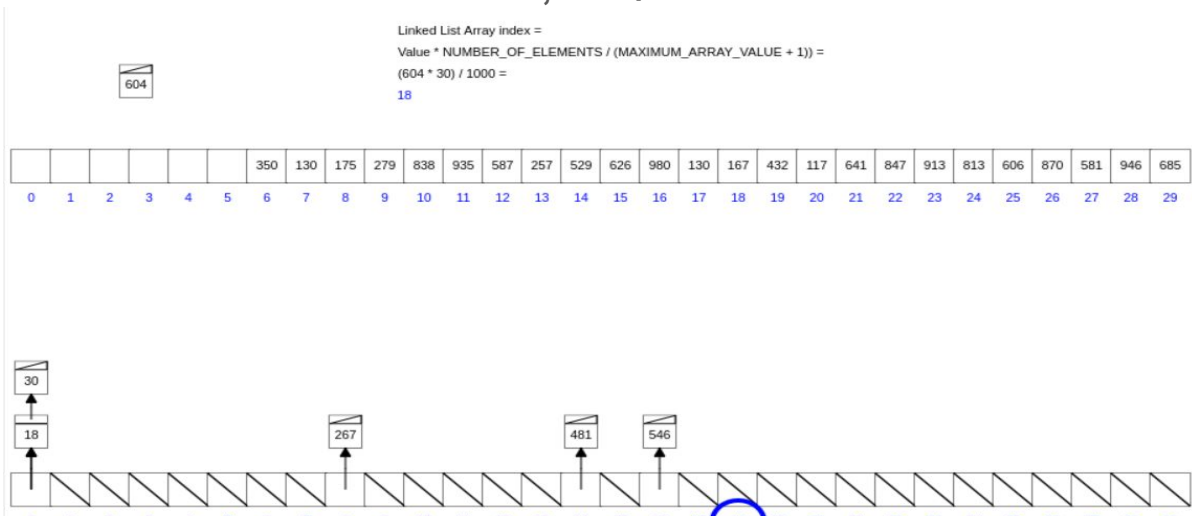 Linked List Array index =
Value * NUMBER_OF_ELEMENTS / (MAXIMUM_ARRAY_VALUE + 1)) =
604
(604 * 30) / 1000 =
18
350 130 175 279 838 935 587 257 529 626 980 130 167 432 117 641 847 913 813 606 870 581 946 685
0 1 2 3 4 5 6 7 8 9 10 11 12 13 14 15 16 17 18 19 20 21 22 23 24 25 26 27 28 29
30
18 267 481 546